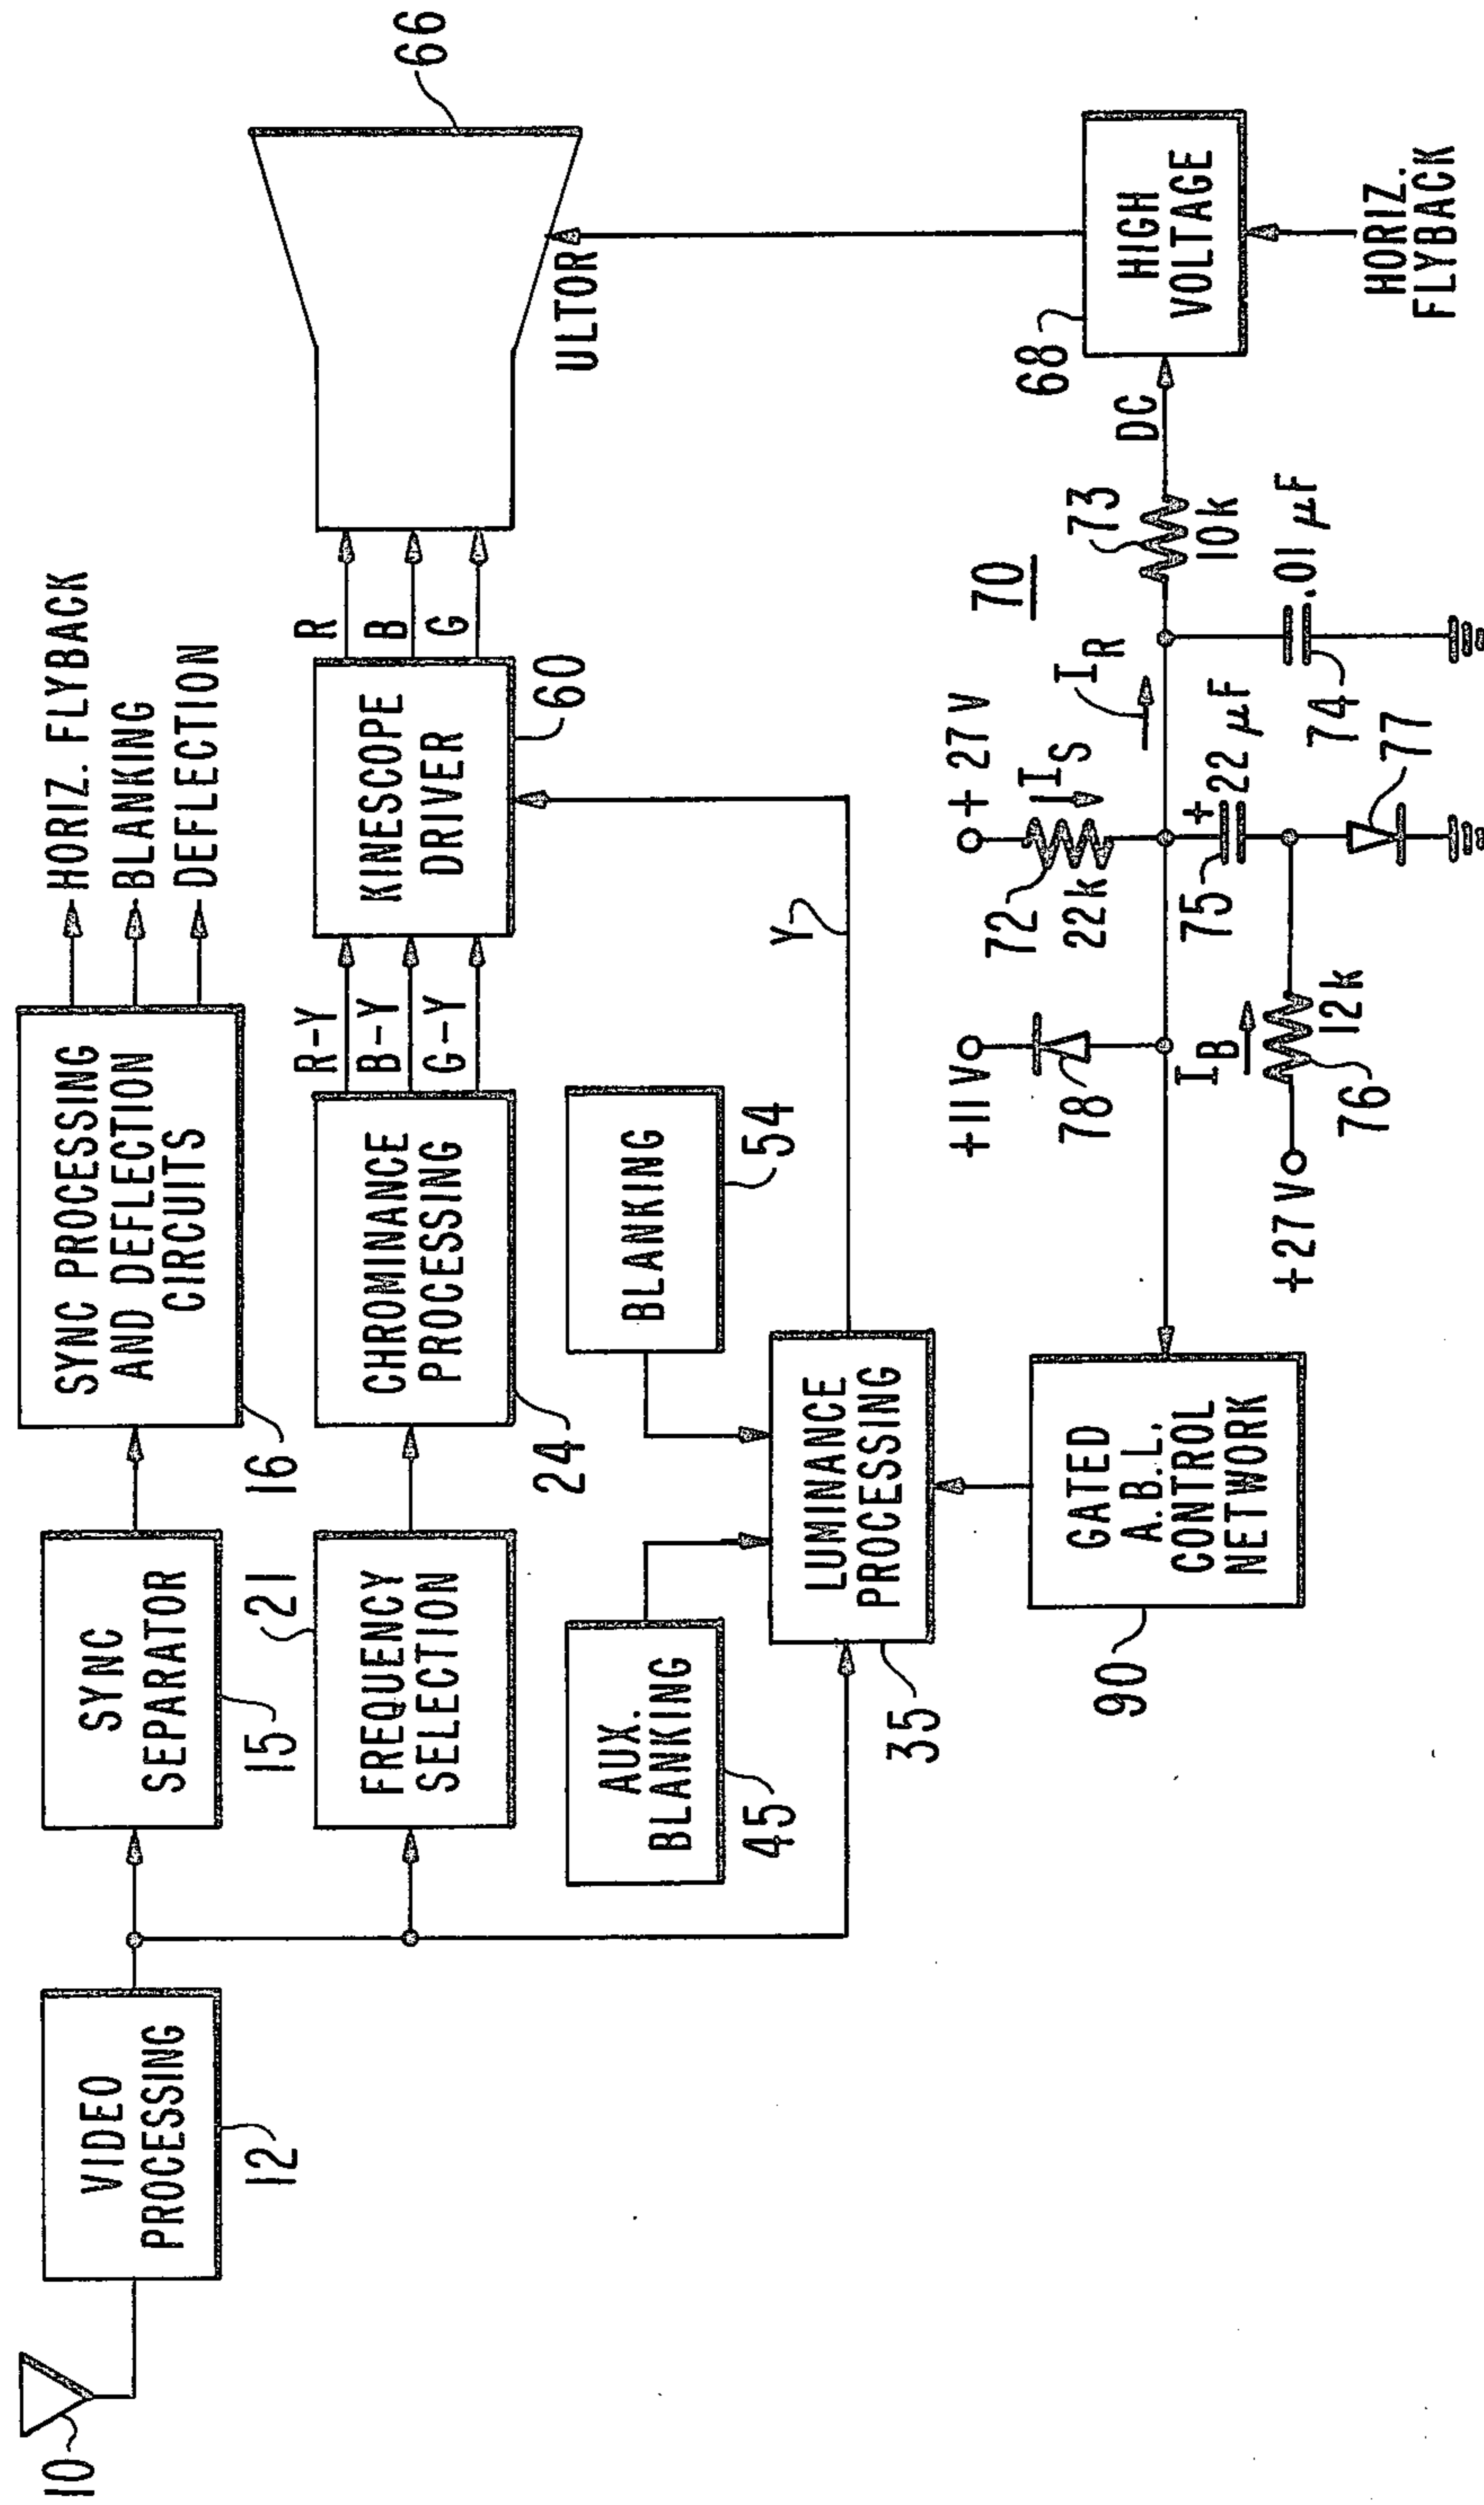 HORIZ. FLYBACK
BLANKING
DEFLECTION
10
VIDEO
PROCESSING
12
SYNC
SEPARATOR
15
SYNC PROCESSING
AND DEFLECTION
CIRCUITS
16
FREQUENCY
SELECTION
21
CHROMINANCE
PROCESSING
24
R-Y
B-Y
G-Y
KINESCOPE
DRIVER
60
R
B
G
66
ULTOR
AUX.
BLANKING
45
BLANKING
54
LUMINANCE
PROCESSING
35
Y
GATED
A.B.L.
CONTROL
NETWORK
90
+11V
78
+27V
72
22k
IS
IR
70
73
10k
DC
68
HIGH
VOLTAGE
HORIZ.
FLYBACK
75
+
22 µF
74
.01 µF
77
IB
12k
76
+27V